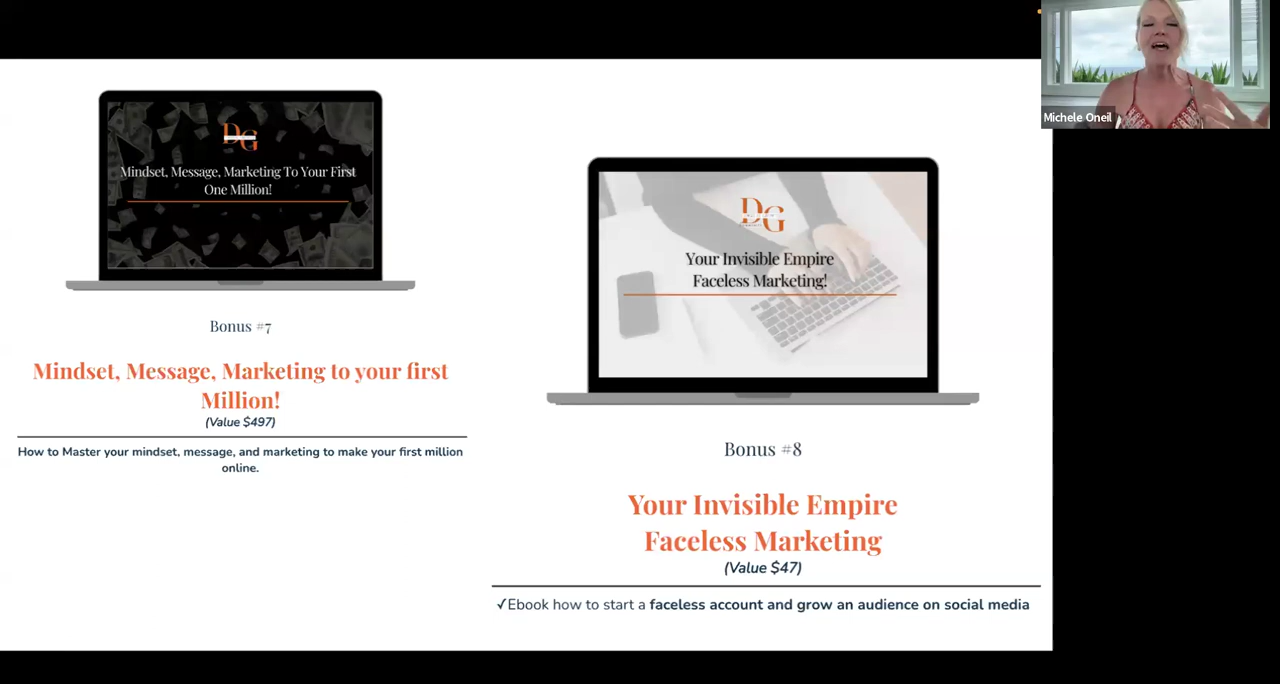 DG
Mindset, Message, Marketing To Your First
One Million!
Bonus #7
Mindset, Message, Marketing to your first
Million!
(Value $497)
How to Master your mindset, message, and marketing to make your first million
online.
DG
Your Invisible Empire
Faceless Marketing!
Bonus #8
Your Invisible Empire
Faceless Marketing
(Value $47)
✓Ebook how to start a faceless account and grow an audience on social media
Michele Oneil